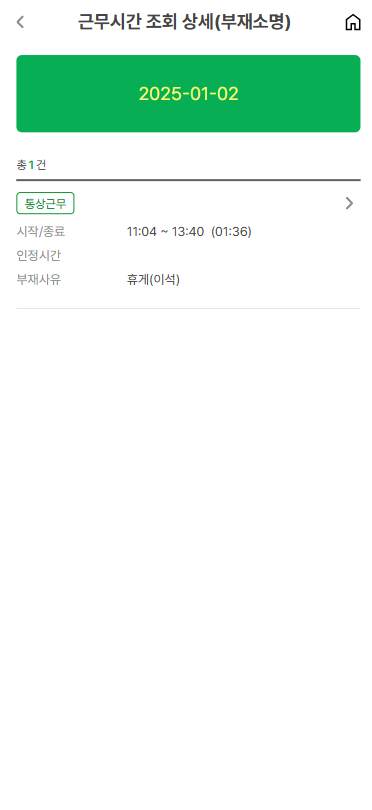 근무시간 조회 상세(부재소명)
2025-01-02
총 1 건
통상근무
시작/종료 11:04 ~ 13:40 (01:36)
인정시간
부재사유 휴게(이석)